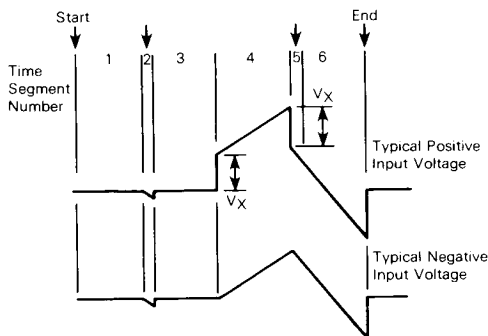 Start
End
1 2 3 4 5 6
Time
Segment
Number
VX
VX
Typical Positive
Input Voltage
Typical Negative
Input Voltage